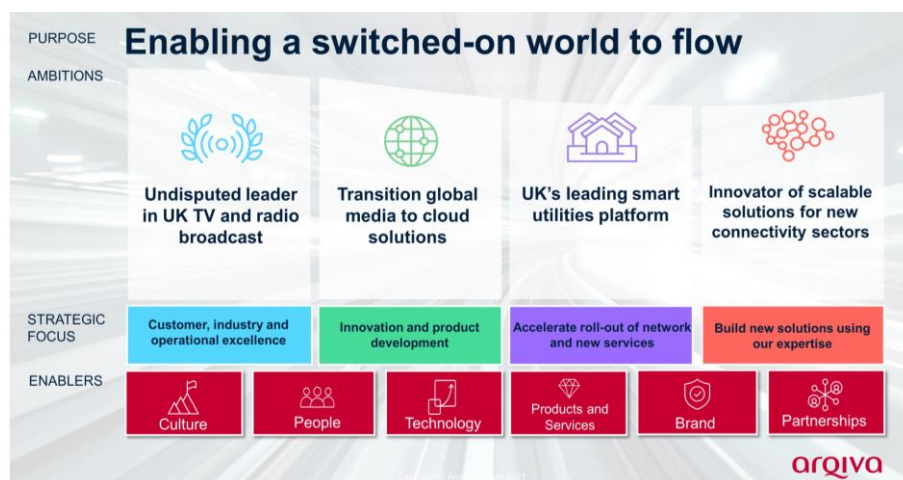 PURPOSE
Enabling a switched-on world to flow
AMBITIONS
Undisputed leader
in UK TV and radio
broadcast
Transition global
media to cloud
solutions
UK's leading smart
utilities platform
Innovator of scalable
solutions for new
connectivity sectors
STRATEGIC
FOCUS
Customer, industry and
operational excellence
Innovation and product
development
Accelerate roll-out of network
and new services
Build new solutions using
our expertise
ENABLERS
Culture
People
Technology
Products and
Services
Brand
Partnerships
arqiva